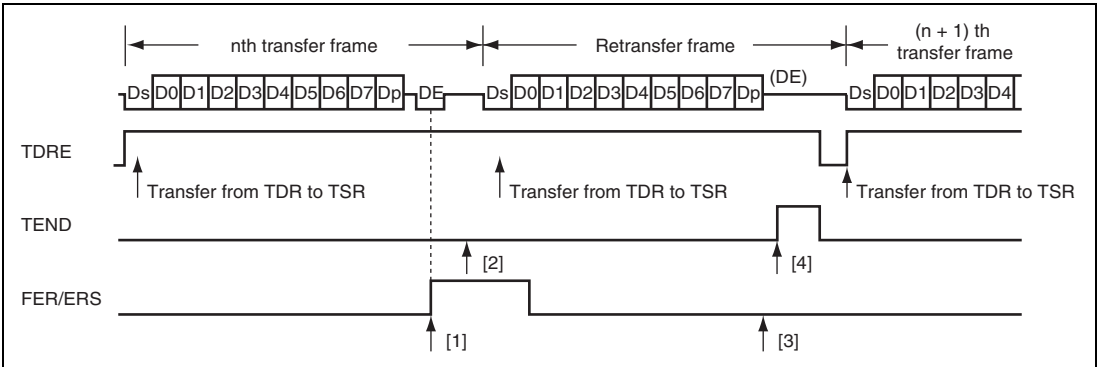 nth transfer frame Retransfer frame (n + 1) th
transfer frame
Ds D0 D1 D2 D3 D4 D5 D6 D7 Dp DE Ds D0 D1 D2 D3 D4 D5 D6 D7 Dp (DE) Ds D0 D1 D2 D3 D4
TDRE
Transfer from TDR to TSR Transfer from TDR to TSR Transfer from TDR to TSR
TEND
[2] [4]
FER/ERS
[1] [3]